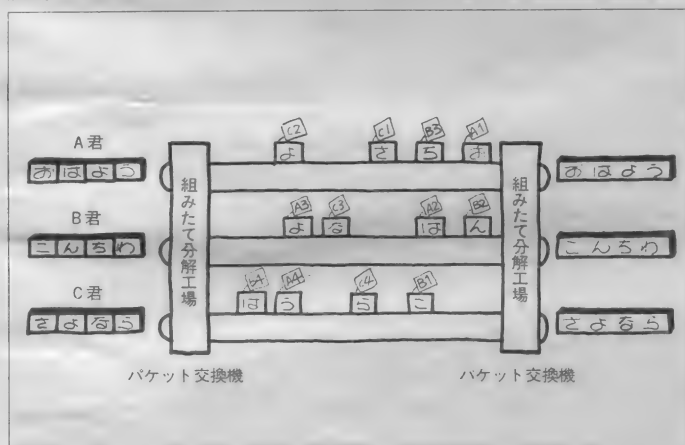 A君
おはよう
B君
こんちわ
C君
さよなら
組みたて分解工場
C2
よ
C1
さ
B3
ち
A1
お
A3
よ
C3
な
A2
は
B2
ん
B4
は
A4
う
C4
ら
B1
こ
組みたて分解工場
おはよう
こんちわ
さよなら
パケット交換機
パケット交換機